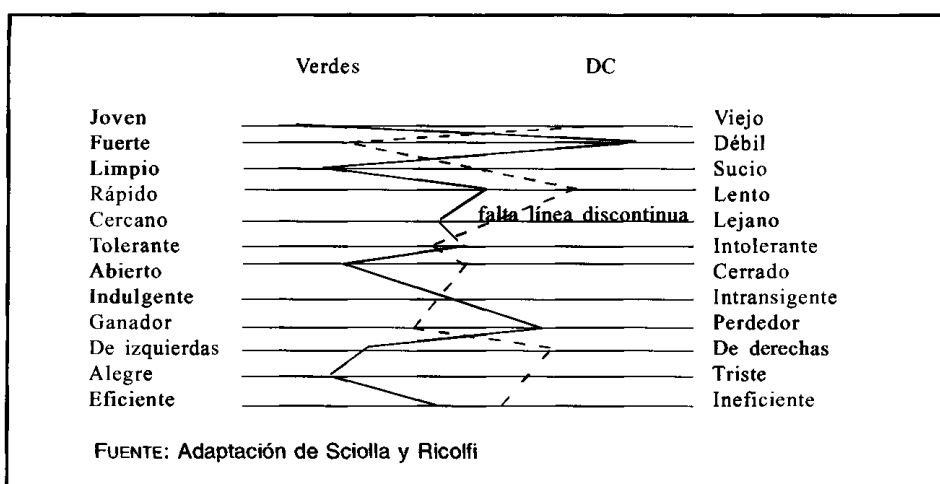 Verdes DC
Joven Viejo
Fuerte Débil
Limpio Sucio
Rápido Lento
falta línea discontinua
Cercano Lejano
Tolerante Intolerante
Abierto Cerrado
Indulgente Intransigente
Ganador Perdedor
De izquierdas De derechas
Alegre Triste
Eficiente Ineficiente
FUENTE: Adaptación de Sciolla y Ricolfi